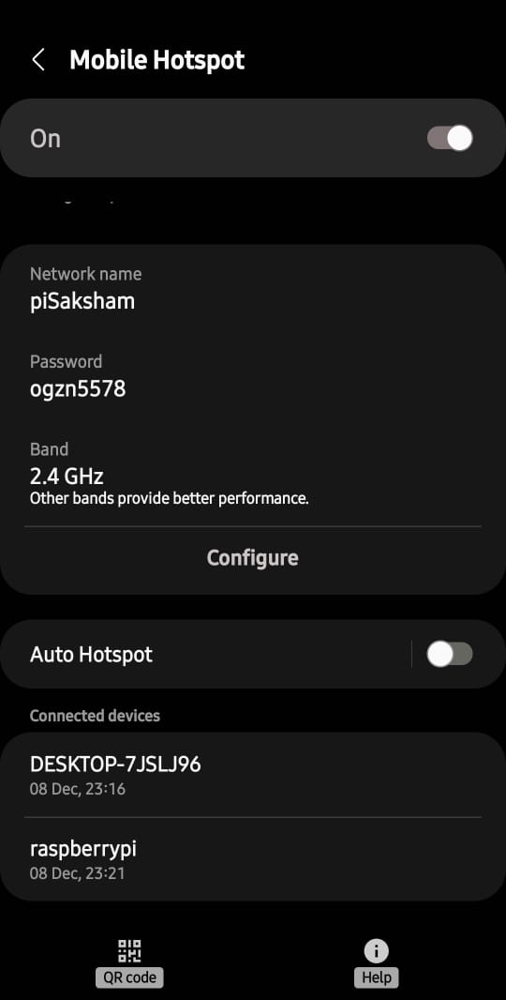 Mobile Hotspot
On
Network name
piSaksham
Password
ogzn5578
Band
2.4 GHz
Other bands provide better performance.
Configure
Auto Hotspot
Connected devices
DESKTOP-7JSLJ96
08 Dec, 23:16
raspberrypi
08 Dec, 23:21
QR code
Help